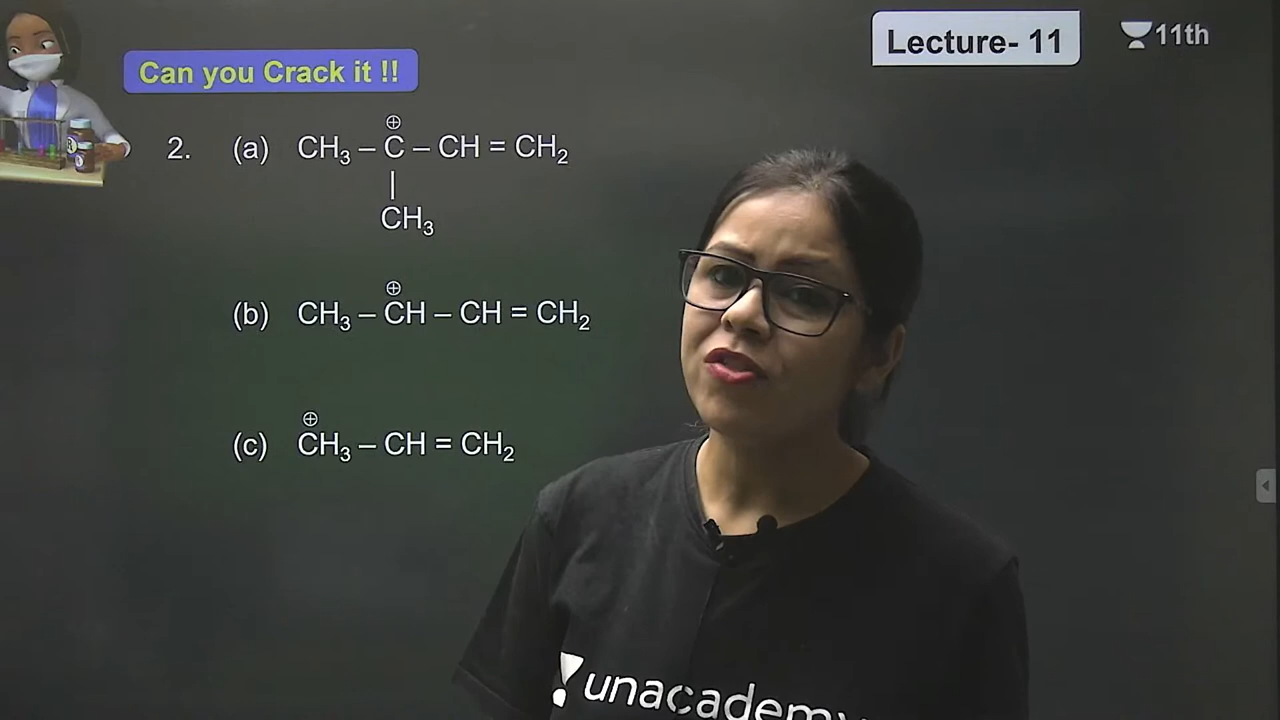 Lecture- 11
11th
Can you Crack it !!
2. (a) CH₃ – C – CH = CH₂
⊕
|
CH₃
(b) CH₃ – CH – CH = CH₂
⊕
(c) CH₃ – CH = CH₂
⊕
unacademy